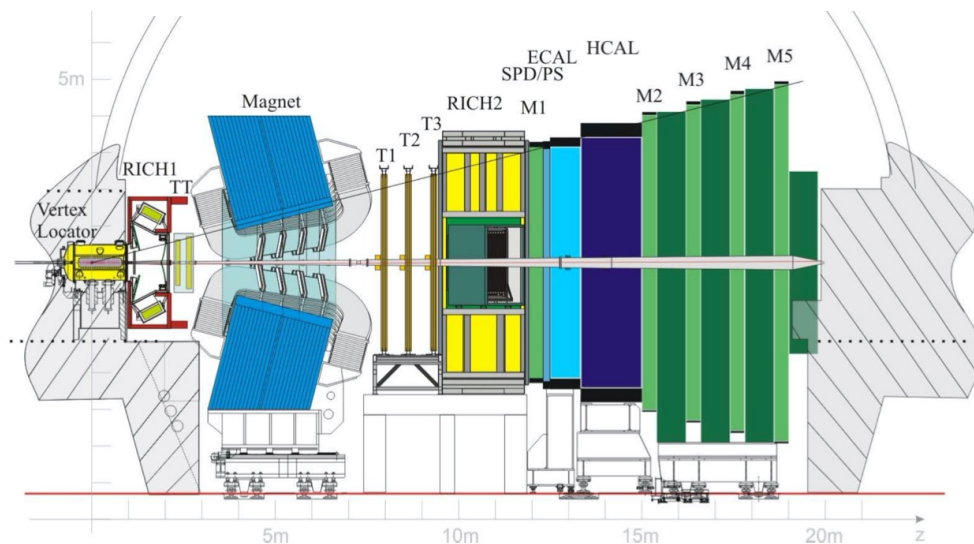 5m
ECAL HCAL
SPD/PS
M3 M4 M5
M2
Magnet
RICH2 M1
T3
T2
T1
RICH1
TT
Vertex
Locator
5m 10m 15m 20m z